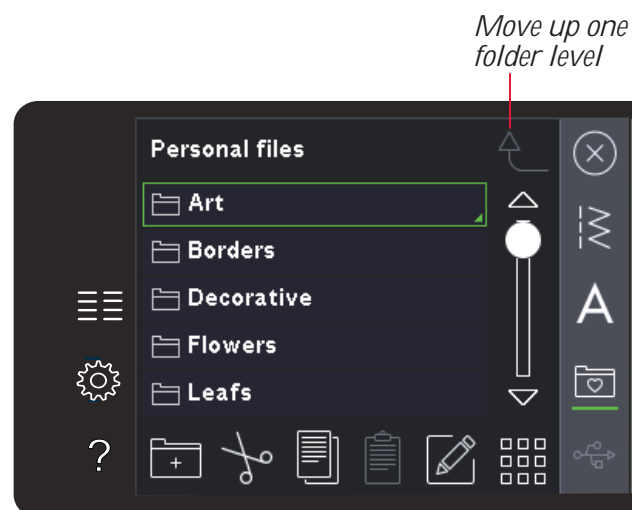 Move up one
folder level
Personal files
Art
Borders
Decorative
Flowers
Leafs
A
?